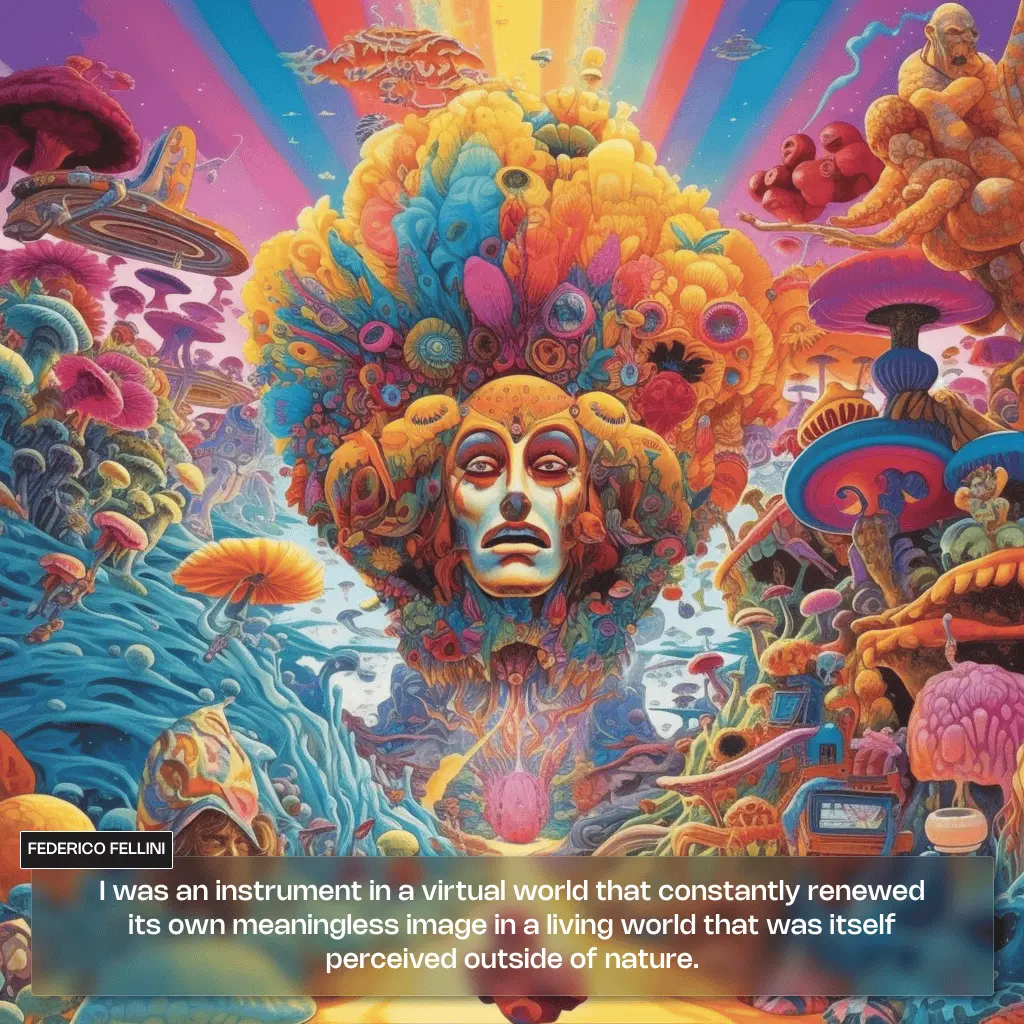 FEDERICO FELLINI
I was an instrument in a virtual world that constantly renewed
its own meaningless image in a living world that was itself
perceived outside of nature.